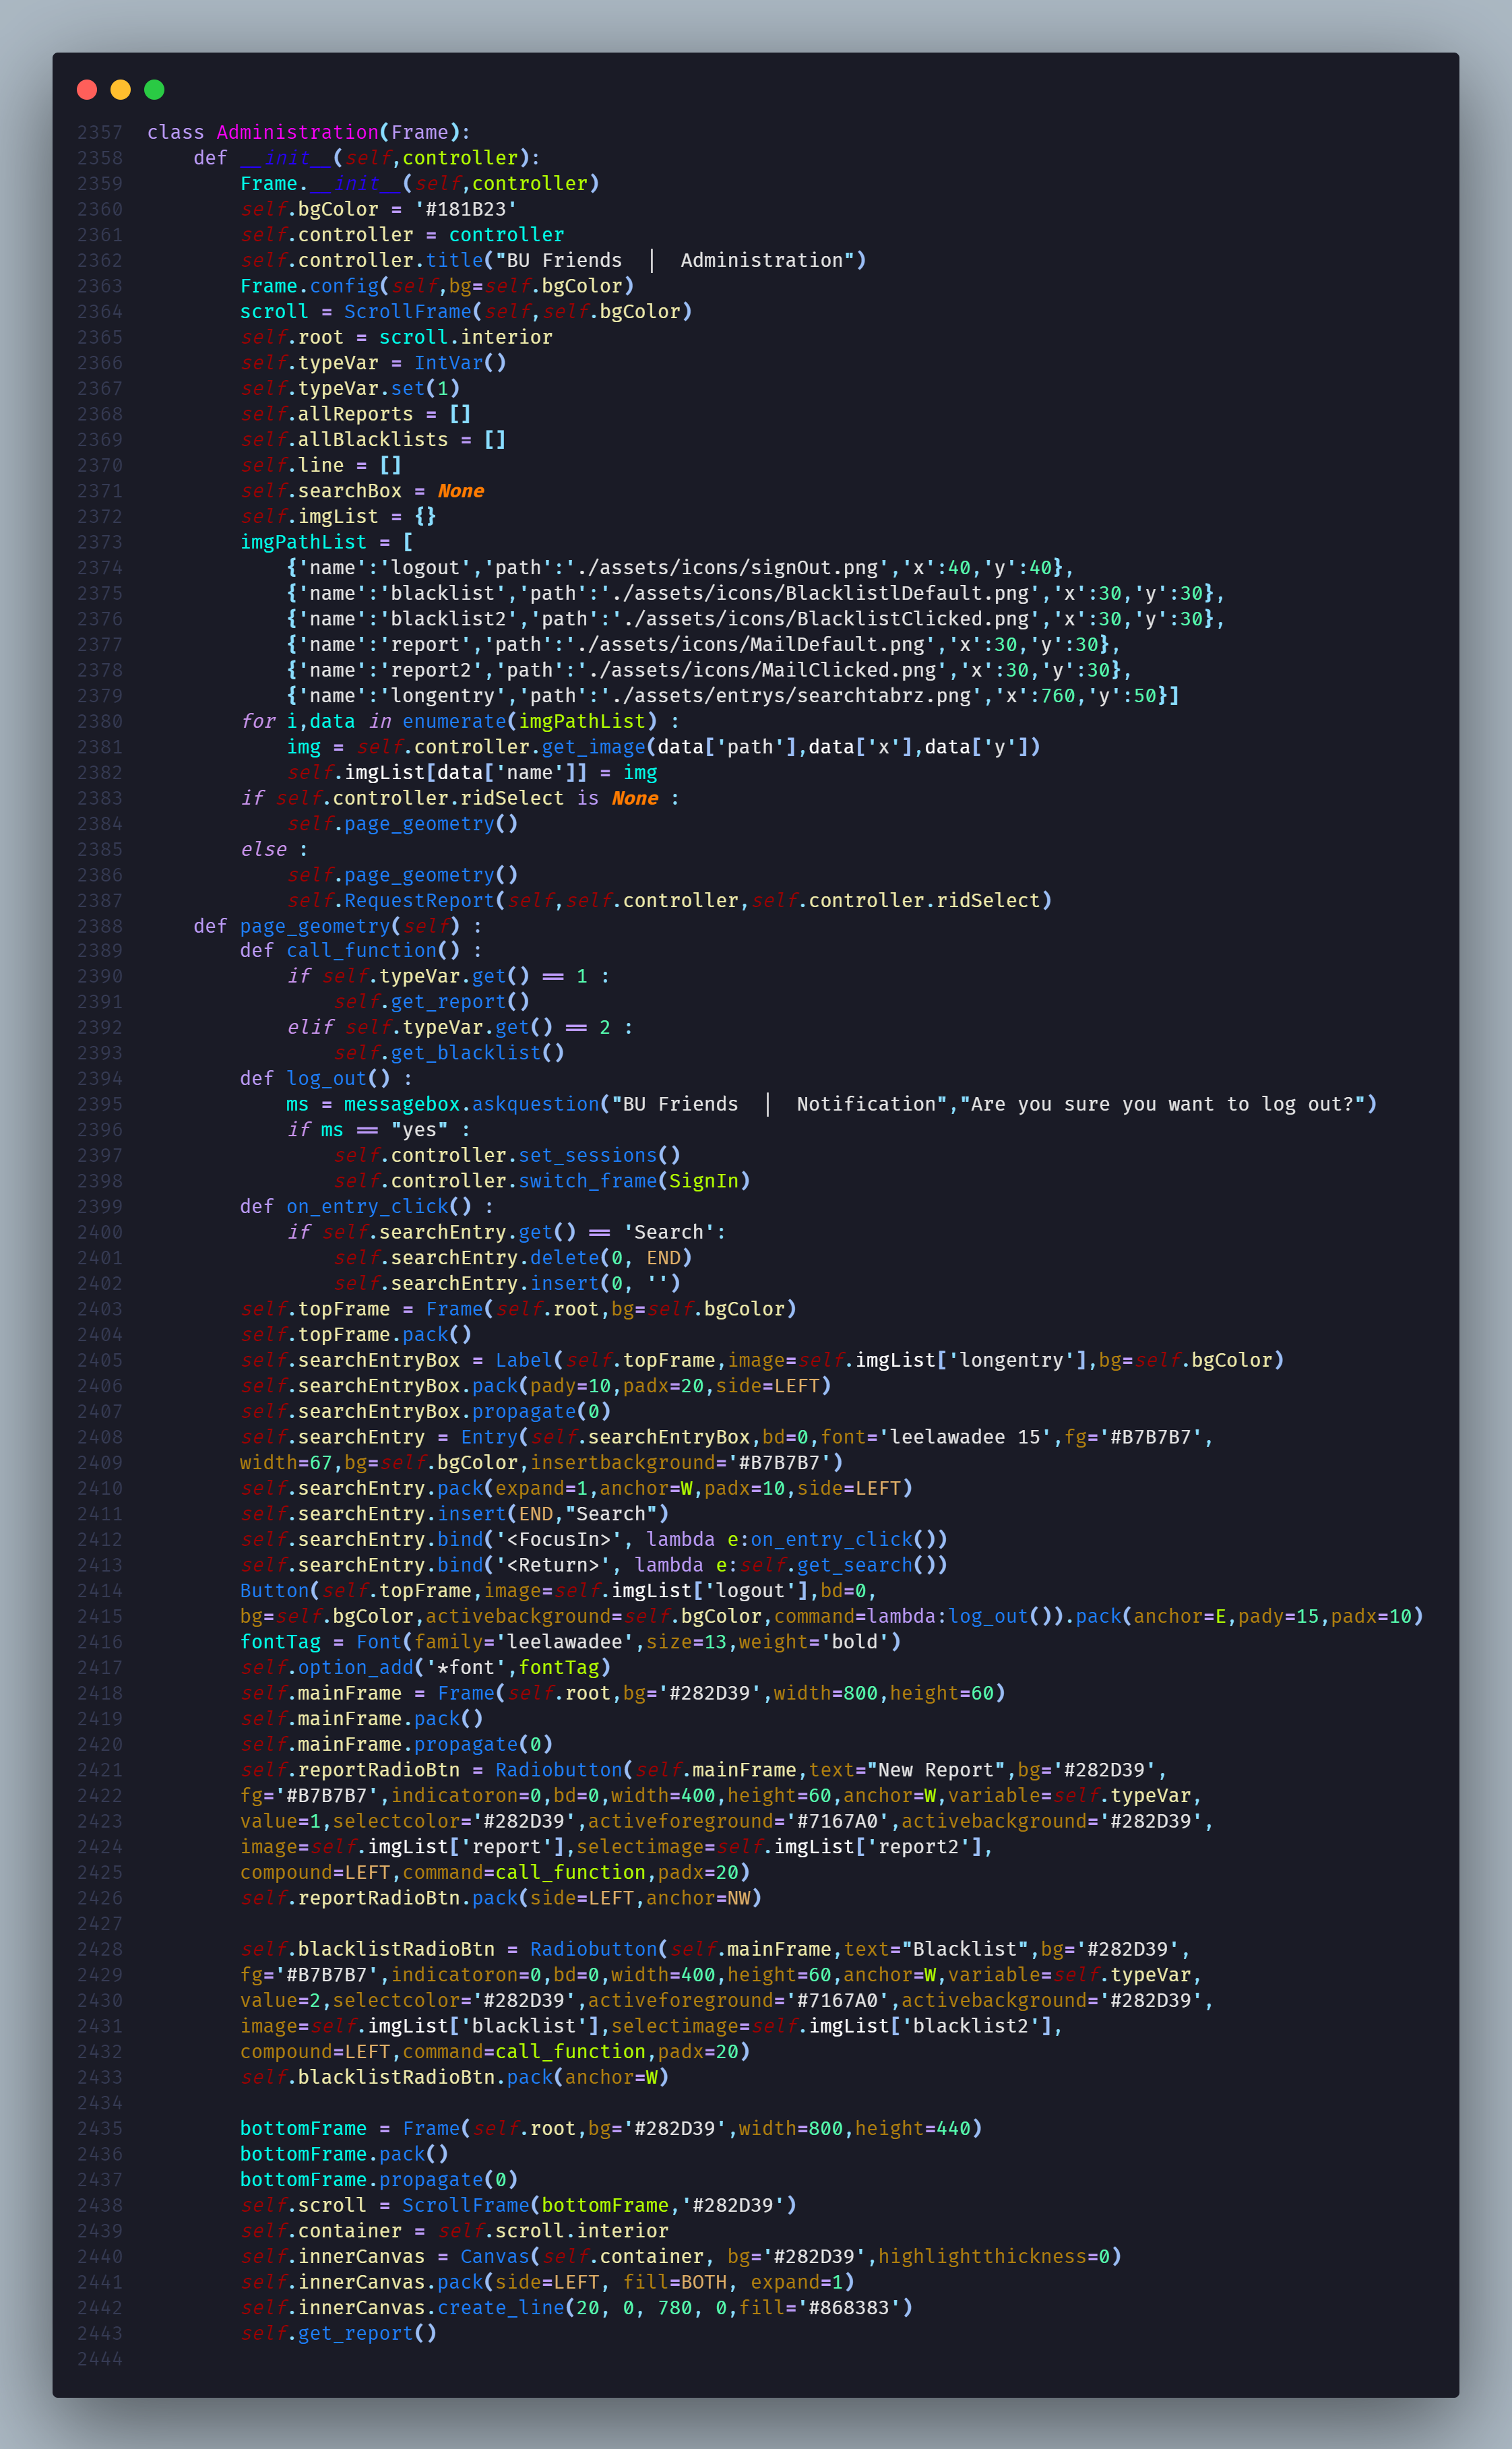 2357 class Administration(Frame):
2358     def __init__(self,controller):
2359         Frame.__init__(self,controller)
2360         self.bgColor = '#181B23'
2361         self.controller = controller
2362         self.controller.title("BU Friends  |  Administration")
2363         Frame.config(self,bg=self.bgColor)
2364         scroll = ScrollFrame(self,self.bgColor)
2365         self.root = scroll.interior
2366         self.typeVar = IntVar()
2367         self.typeVar.set(1)
2368         self.allReports = []
2369         self.allBlacklists = []
2370         self.line = []
2371         self.searchBox = None
2372         self.imgList = {}
2373         imgPathList = [
2374             {'name':'logout','path':'./assets/icons/signOut.png','x':40,'y':40},
2375             {'name':'blacklist','path':'./assets/icons/BlacklistlDefault.png','x':30,'y':30},
2376             {'name':'blacklist2','path':'./assets/icons/BlacklistClicked.png','x':30,'y':30},
2377             {'name':'report','path':'./assets/icons/MailDefault.png','x':30,'y':30},
2378             {'name':'report2','path':'./assets/icons/MailClicked.png','x':30,'y':30},
2379             {'name':'longentry','path':'./assets/entrys/searchtabrz.png','x':760,'y':50}]
2380         for i,data in enumerate(imgPathList) :
2381             img = self.controller.get_image(data['path'],data['x'],data['y'])
2382             self.imgList[data['name']] = img
2383         if self.controller.ridSelect is None :
2384             self.page_geometry()
2385         else :
2386             self.page_geometry()
2387             self.RequestReport(self,self.controller,self.controller.ridSelect)
2388     def page_geometry(self) :
2389         def call_function() :
2390             if self.typeVar.get() == 1 :
2391                 self.get_report()
2392             elif self.typeVar.get() == 2 :
2393                 self.get_blacklist()
2394         def log_out() :
2395             ms = messagebox.askquestion("BU Friends  |  Notification","Are you sure you want to log out?")
2396             if ms == "yes" :
2397                 self.controller.set_sessions()
2398                 self.controller.switch_frame(SignIn)
2399         def on_entry_click() :
2400             if self.searchEntry.get() == 'Search':
2401                 self.searchEntry.delete(0, END)
2402                 self.searchEntry.insert(0, '')
2403         self.topFrame = Frame(self.root,bg=self.bgColor)
2404         self.topFrame.pack()
2405         self.searchEntryBox = Label(self.topFrame,image=self.imgList['longentry'],bg=self.bgColor)
2406         self.searchEntryBox.pack(pady=10,padx=20,side=LEFT)
2407         self.searchEntryBox.propagate(0)
2408         self.searchEntry = Entry(self.searchEntryBox,bd=0,font='leelawadee 15',fg='#B7B7B7',
2409         width=67,bg=self.bgColor,insertbackground='#B7B7B7')
2410         self.searchEntry.pack(expand=1,anchor=W,padx=10,side=LEFT)
2411         self.searchEntry.insert(END,"Search")
2412         self.searchEntry.bind('<FocusIn>', lambda e:on_entry_click())
2413         self.searchEntry.bind('<Return>', lambda e:self.get_search())
2414         Button(self.topFrame,image=self.imgList['logout'],bd=0,
2415         bg=self.bgColor,activebackground=self.bgColor,command=lambda:log_out()).pack(anchor=E,pady=15,padx=10)
2416         fontTag = Font(family='leelawadee',size=13,weight='bold')
2417         self.option_add('*font',fontTag)
2418         self.mainFrame = Frame(self.root,bg='#282D39',width=800,height=60)
2419         self.mainFrame.pack()
2420         self.mainFrame.propagate(0)
2421         self.reportRadioBtn = Radiobutton(self.mainFrame,text="New Report",bg='#282D39',
2422         fg='#B7B7B7',indicatoron=0,bd=0,width=400,height=60,anchor=W,variable=self.typeVar,
2423         value=1,selectcolor='#282D39',activeforeground='#7167A0',activebackground='#282D39',
2424         image=self.imgList['report'],selectimage=self.imgList['report2'],
2425         compound=LEFT,command=call_function,padx=20)
2426         self.reportRadioBtn.pack(side=LEFT,anchor=NW)
2427
2428         self.blacklistRadioBtn = Radiobutton(self.mainFrame,text="Blacklist",bg='#282D39',
2429         fg='#B7B7B7',indicatoron=0,bd=0,width=400,height=60,anchor=W,variable=self.typeVar,
2430         value=2,selectcolor='#282D39',activeforeground='#7167A0',activebackground='#282D39',
2431         image=self.imgList['blacklist'],selectimage=self.imgList['blacklist2'],
2432         compound=LEFT,command=call_function,padx=20)
2433         self.blacklistRadioBtn.pack(anchor=W)
2434
2435         bottomFrame = Frame(self.root,bg='#282D39',width=800,height=440)
2436         bottomFrame.pack()
2437         bottomFrame.propagate(0)
2438         self.scroll = ScrollFrame(bottomFrame,'#282D39')
2439         self.container = self.scroll.interior
2440         self.innerCanvas = Canvas(self.container, bg='#282D39',highlightthickness=0)
2441         self.innerCanvas.pack(side=LEFT, fill=BOTH, expand=1)
2442         self.innerCanvas.create_line(20, 0, 780, 0,fill='#868383')
2443         self.get_report()
2444